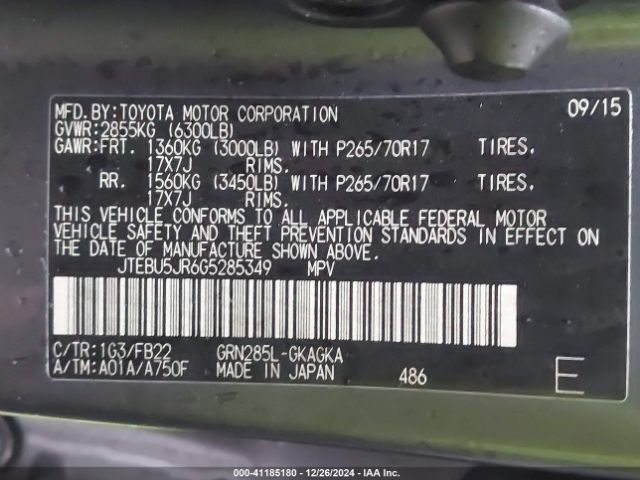 MFD. BY: TOYOTA MOTOR CORPORATION 09/15
GVWR: 2855KG (6300LB)
GAWR: FRT. 1360KG (3000LB) WITH P265/70R17 TIRES.
17X7J RIMS.
RR. 1560KG (3450LB) WITH P265/70R17 TIRES.
17X7J RIMS.
THIS VEHICLE CONFORMS TO ALL APPLICABLE FEDERAL MOTOR
VEHICLE SAFETY AND THEFT PREVENTION STANDARDS IN EFFECT ON
THE DATE OF MANUFACTURE SHOWN ABOVE.
JTEBU5JR6G5285349 MPV
C/TR: 1G3/FB22 GRN285L-GKAGKA
A/TM: A01A/A750F MADE IN JAPAN 486 E
000-41185180 - 12/26/2024 - IAA Inc.